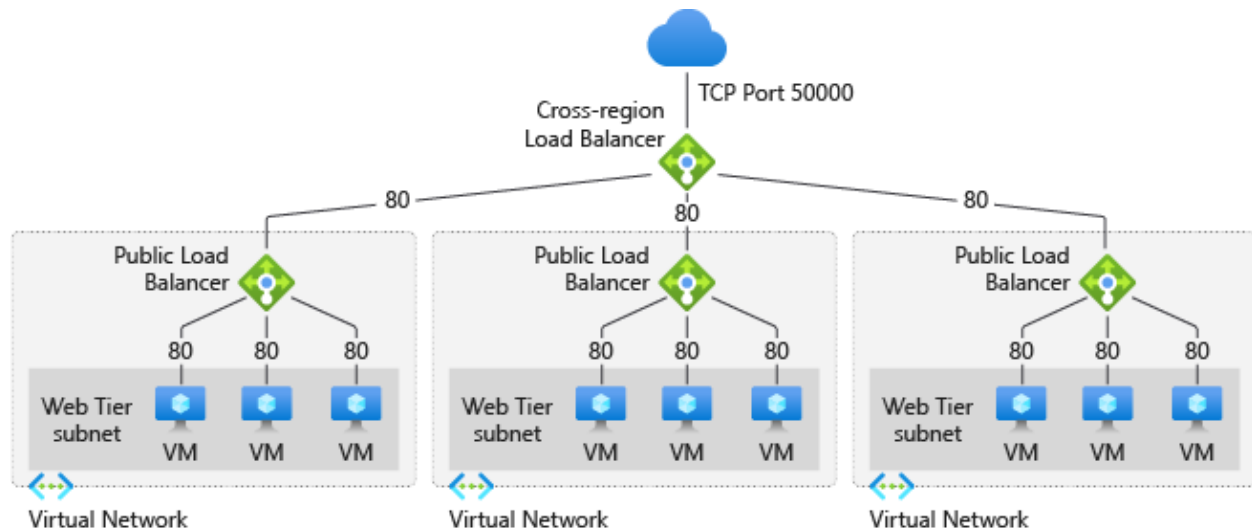 TCP Port 50000
Cross-region
Load Balancer
80
80
80
Public Load
Balancer
Public Load
Balancer
Public Load
Balancer
80 80 80
80 80 80
80 80 80
Web Tier
subnet
VM VM VM
Web Tier
subnet
VM VM VM
Web Tier
subnet
VM VM VM
Virtual Network
Virtual Network
Virtual Network